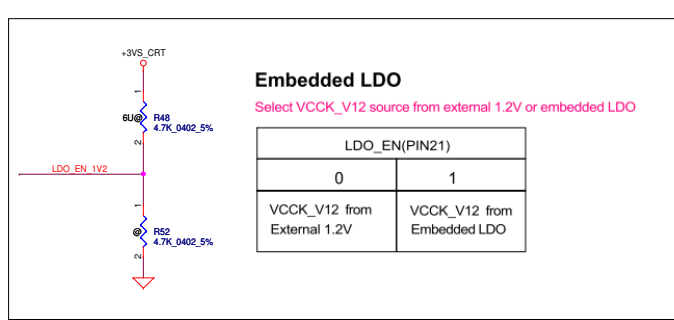 +3VS_CRT
Embedded LDO
Select VCCK_V12 source from external 1.2V or embedded LDO
1
6U@ R48
4.7K_0402_5%
2
LDO_EN_1V2
LDO_EN(PIN21)
0 1
VCCK_V12 from
External 1.2V
VCCK_V12 from
Embedded LDO
1
@ R52
4.7K_0402_5%
2